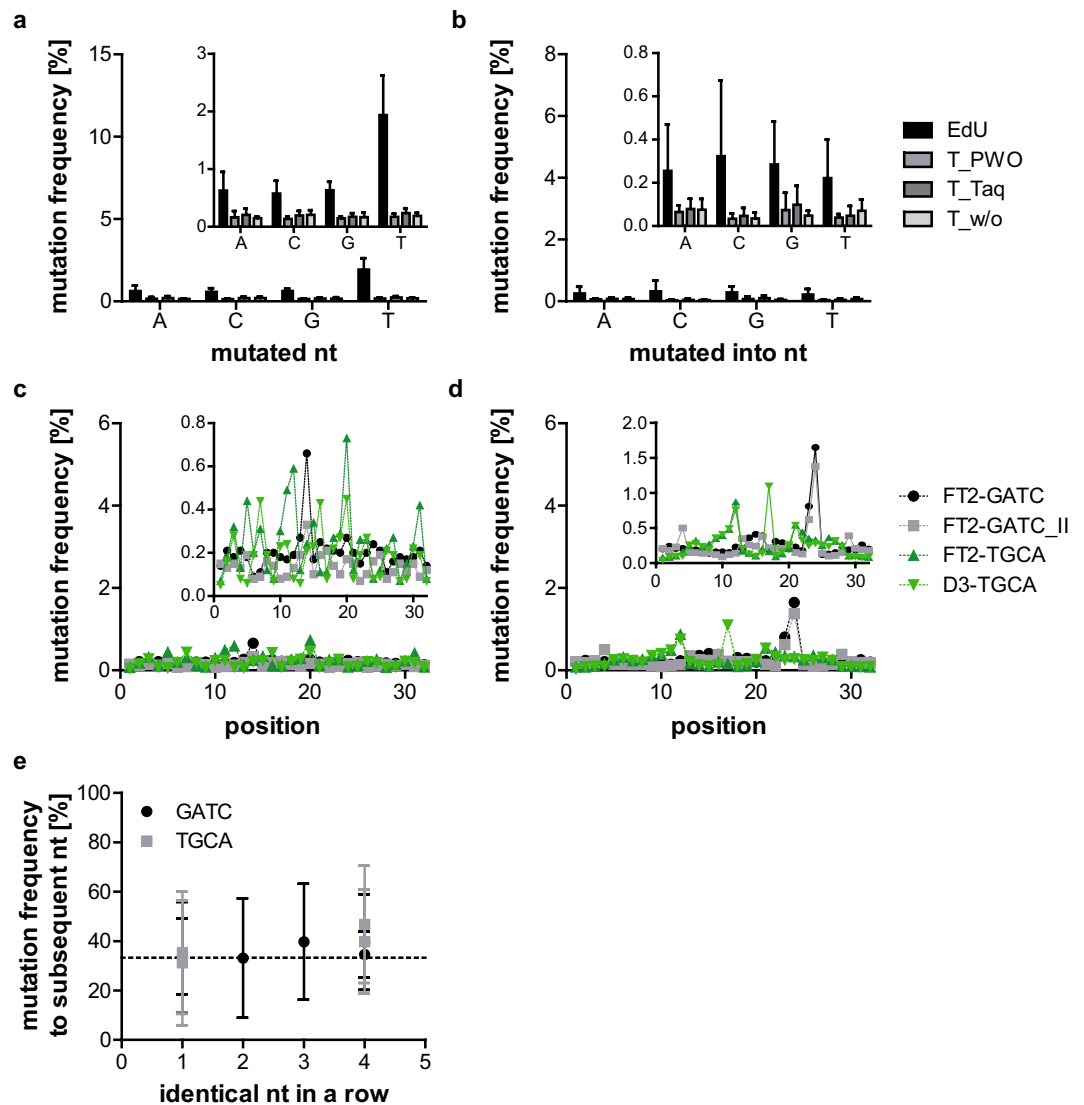 a
mutation frequency [%]
15
10
5
0
3
2
1
0
A C G T
A C G T
mutated nt
b
mutation frequency [%]
8
6
4
2
0
0.8
0.6
0.4
0.2
0.0
A C G T
A C G T
mutated into nt
EdU
T_PWO
T_Taq
T_w/o
c
mutation frequency [%]
6
4
2
0
0.8
0.6
0.4
0.2
0.0
0 10 20 30
0 10 20 30
position
d
mutation frequency [%]
6
4
2
0
2.0
1.5
1.0
0.5
0.0
0 10 20 30
0 10 20 30
position
FT2-GATC
FT2-GATC_II
FT2-TGCA
D3-TGCA
e
mutation frequency
to subsequent nt [%]
100
80
60
40
20
0
GATC
TGCA
0 1 2 3 4 5
identical nt in a row